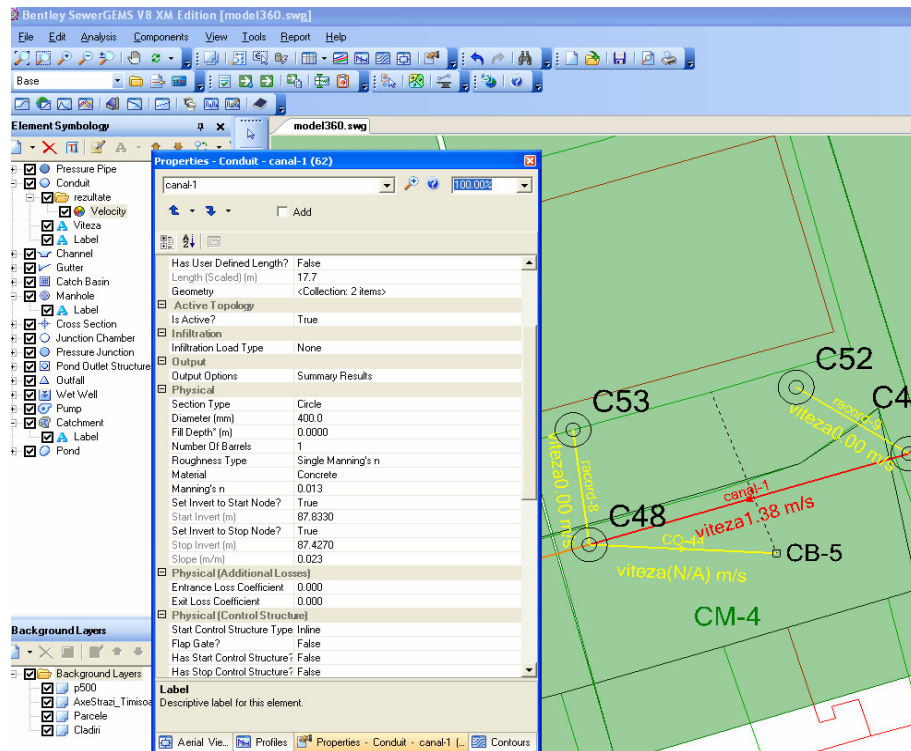 Bentley SewerGEMS V8 XM Edition [model360.swg]
File Edit Analysis Components View Tools Report Help
Base
Element Symbology
model360.swg
Pressure Pipe
Conduit
rezultate
Velocity
Viteza
Label
Channel
Gutter
Catch Basin
Manhole
Label
Cross Section
Junction Chamber
Pressure Junction
Pond Outlet Structure
Outfall
Wet Well
Pump
Catchment
Label
Pond
Properties - Conduit - canal-1 (62)
canal-1
100.00%
Add
Has User Defined Length? False
Length (Scaled) (m) 17.7
Geometry <Collection: 2 items>
Active Topology
Is Active? True
Infiltration
Infiltration Load Type None
Output
Output Options Summary Results
Physical
Section Type Circle
Diameter (mm) 400.0
Fill Depth" (m) 0.0000
Number Of Barrels 1
Roughness Type Single Manning's n
Material Concrete
Manning's n 0.013
Set Invert to Start Node? True
Start Invert (m) 87.8330
Set Invert to Stop Node? True
Stop Invert (m) 87.4270
Slope (m/m) 0.023
Physical (Additional Losses)
Entrance Loss Coefficient 0.000
Exit Loss Coefficient 0.000
Physical (Control Structure)
Start Control Structure Type Inline
Flap Gate? False
Has Start Control Structure? False
Has Stop Control Structure? False
Label
Descriptive label for this element.
Aerial Vie.. Profiles Properties - Conduit - canal-1 (.. Contours
Background Layers
Background Layers
p500
AxeStrazi_Timisoa
Parcele
Cladiri
C52
C53
C4
racord-9
viteza0.00 m/s
racord-8
viteza0.00 m/s
canal-1
viteza1.38 m/s
C48
CO-44
CB-5
viteza(N/A) m/s
CM-4